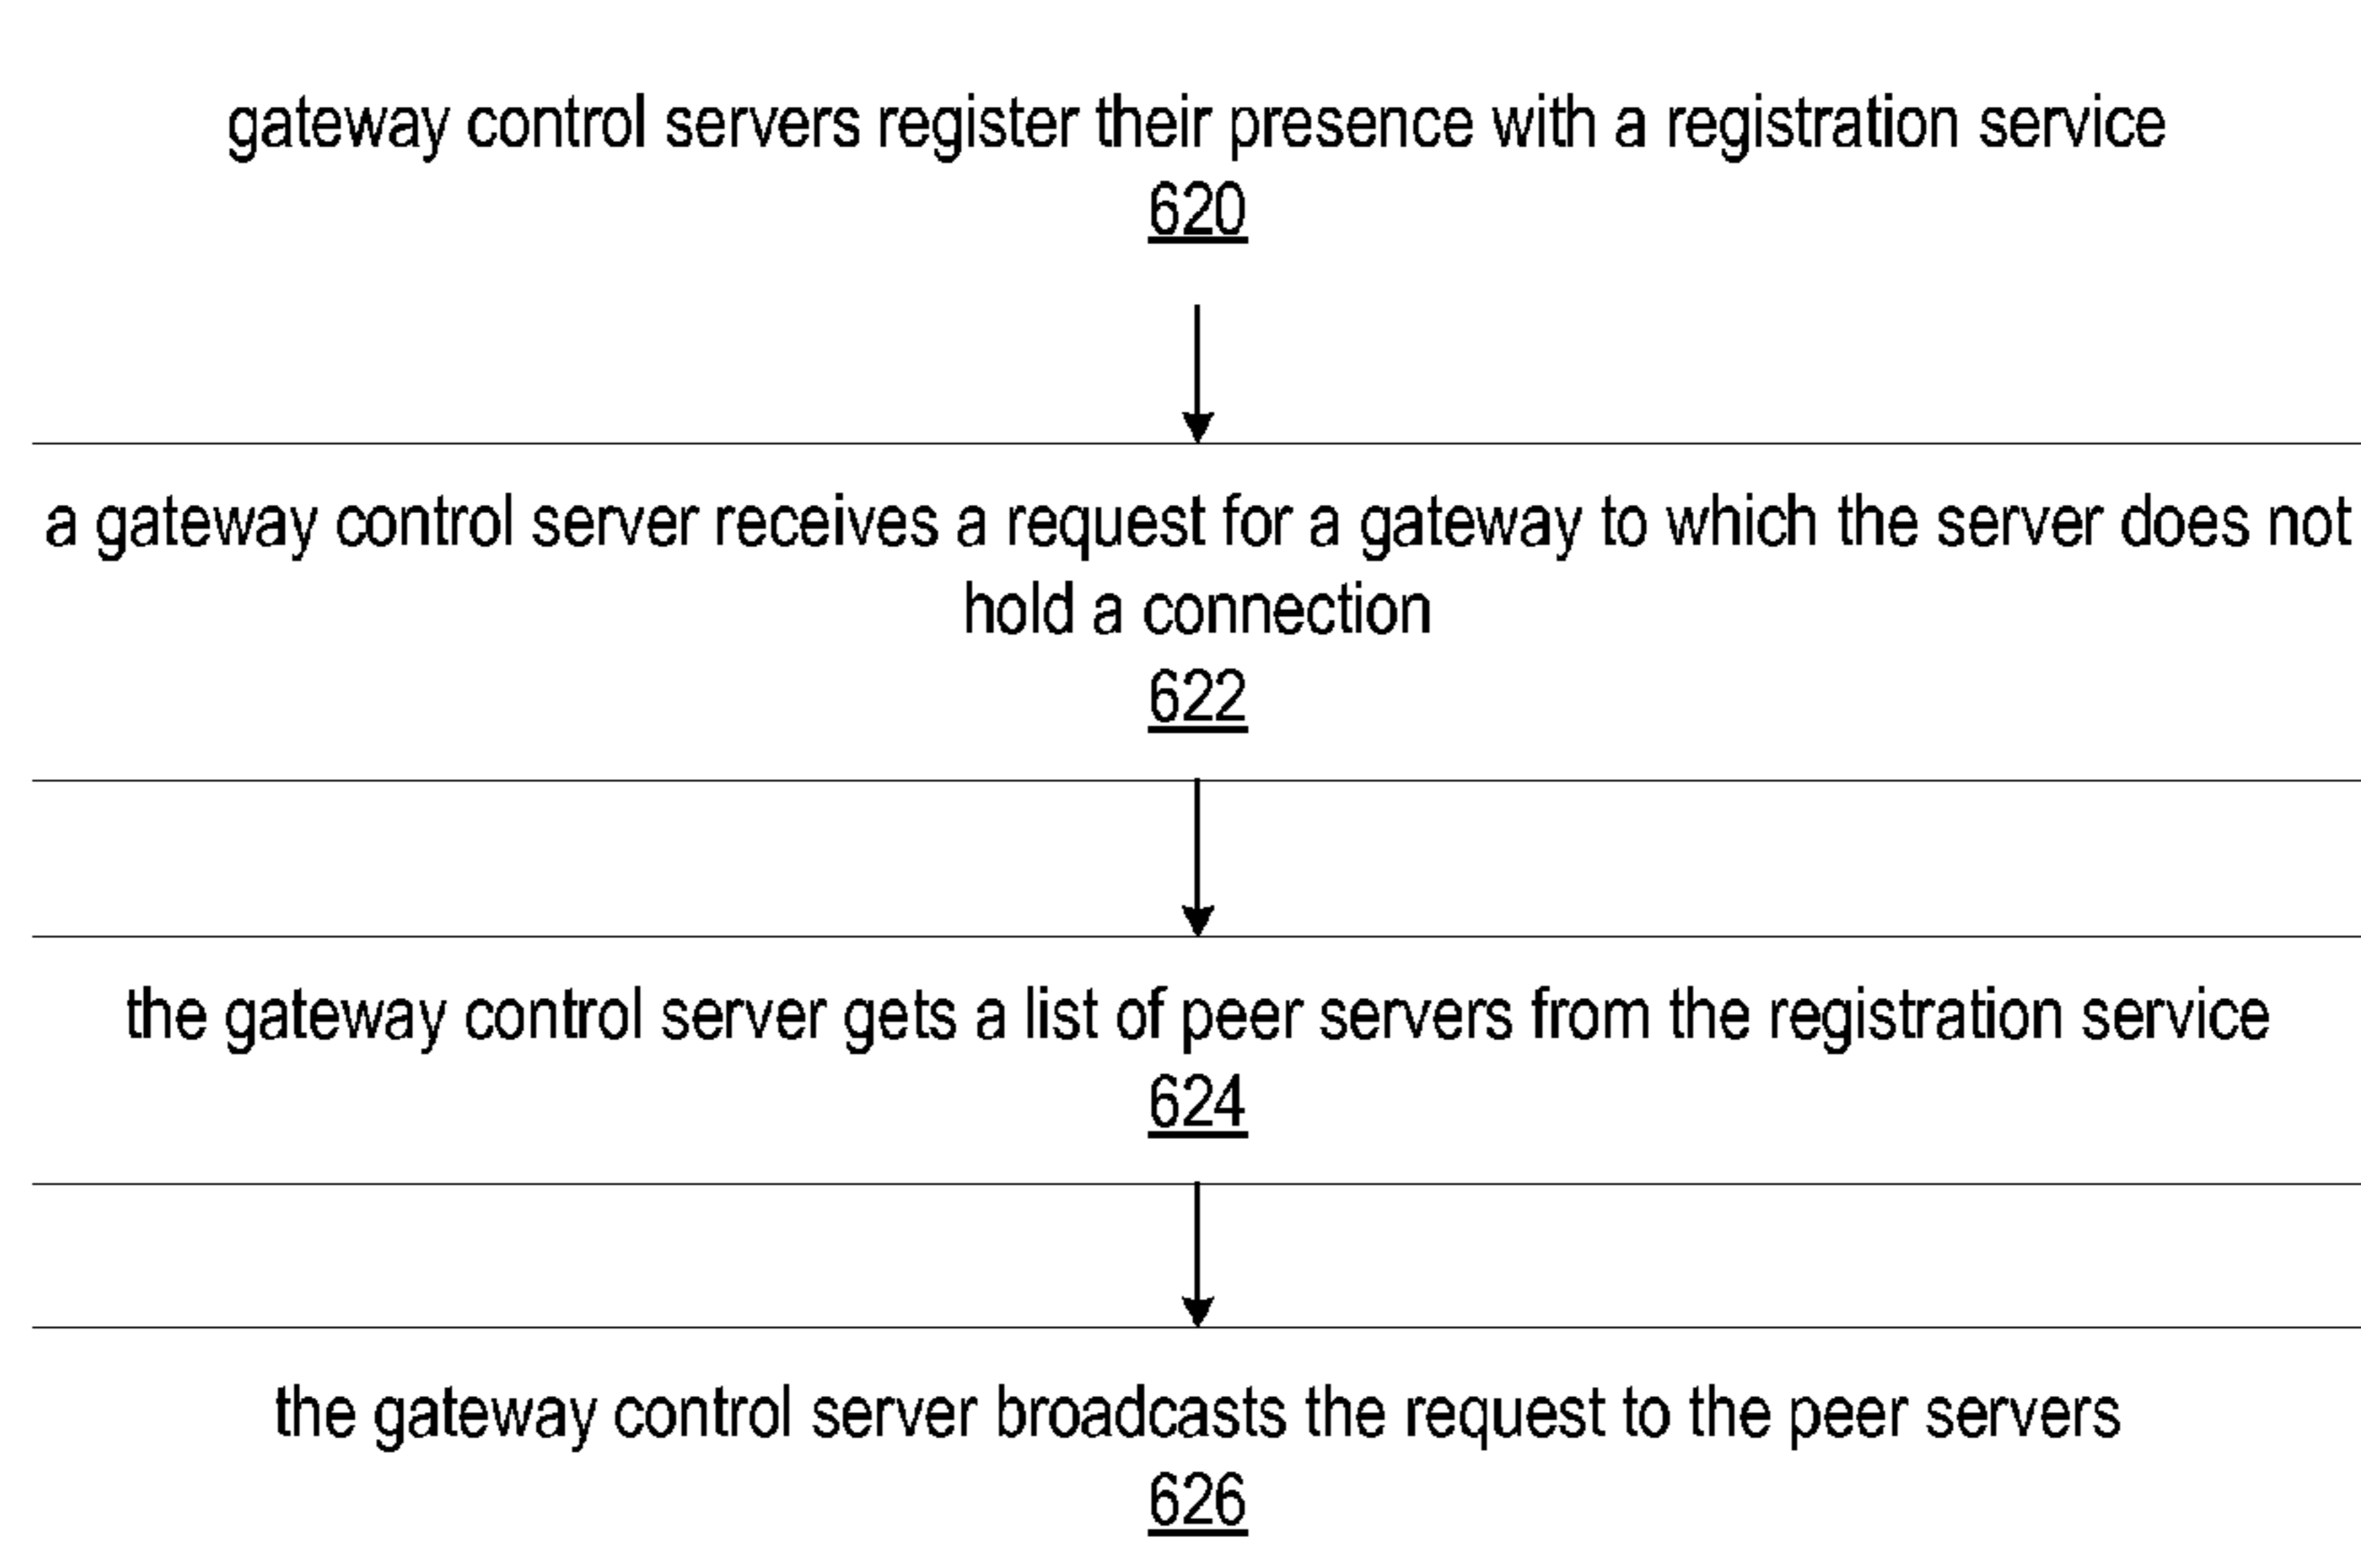 gateway control servers register their presence with a registration service
620
a gateway control server receives a request for a gateway to which the server does not
hold a connection
622
the gateway control server gets a list of peer servers from the registration service
624
the gateway control server broadcasts the request to the peer servers
626